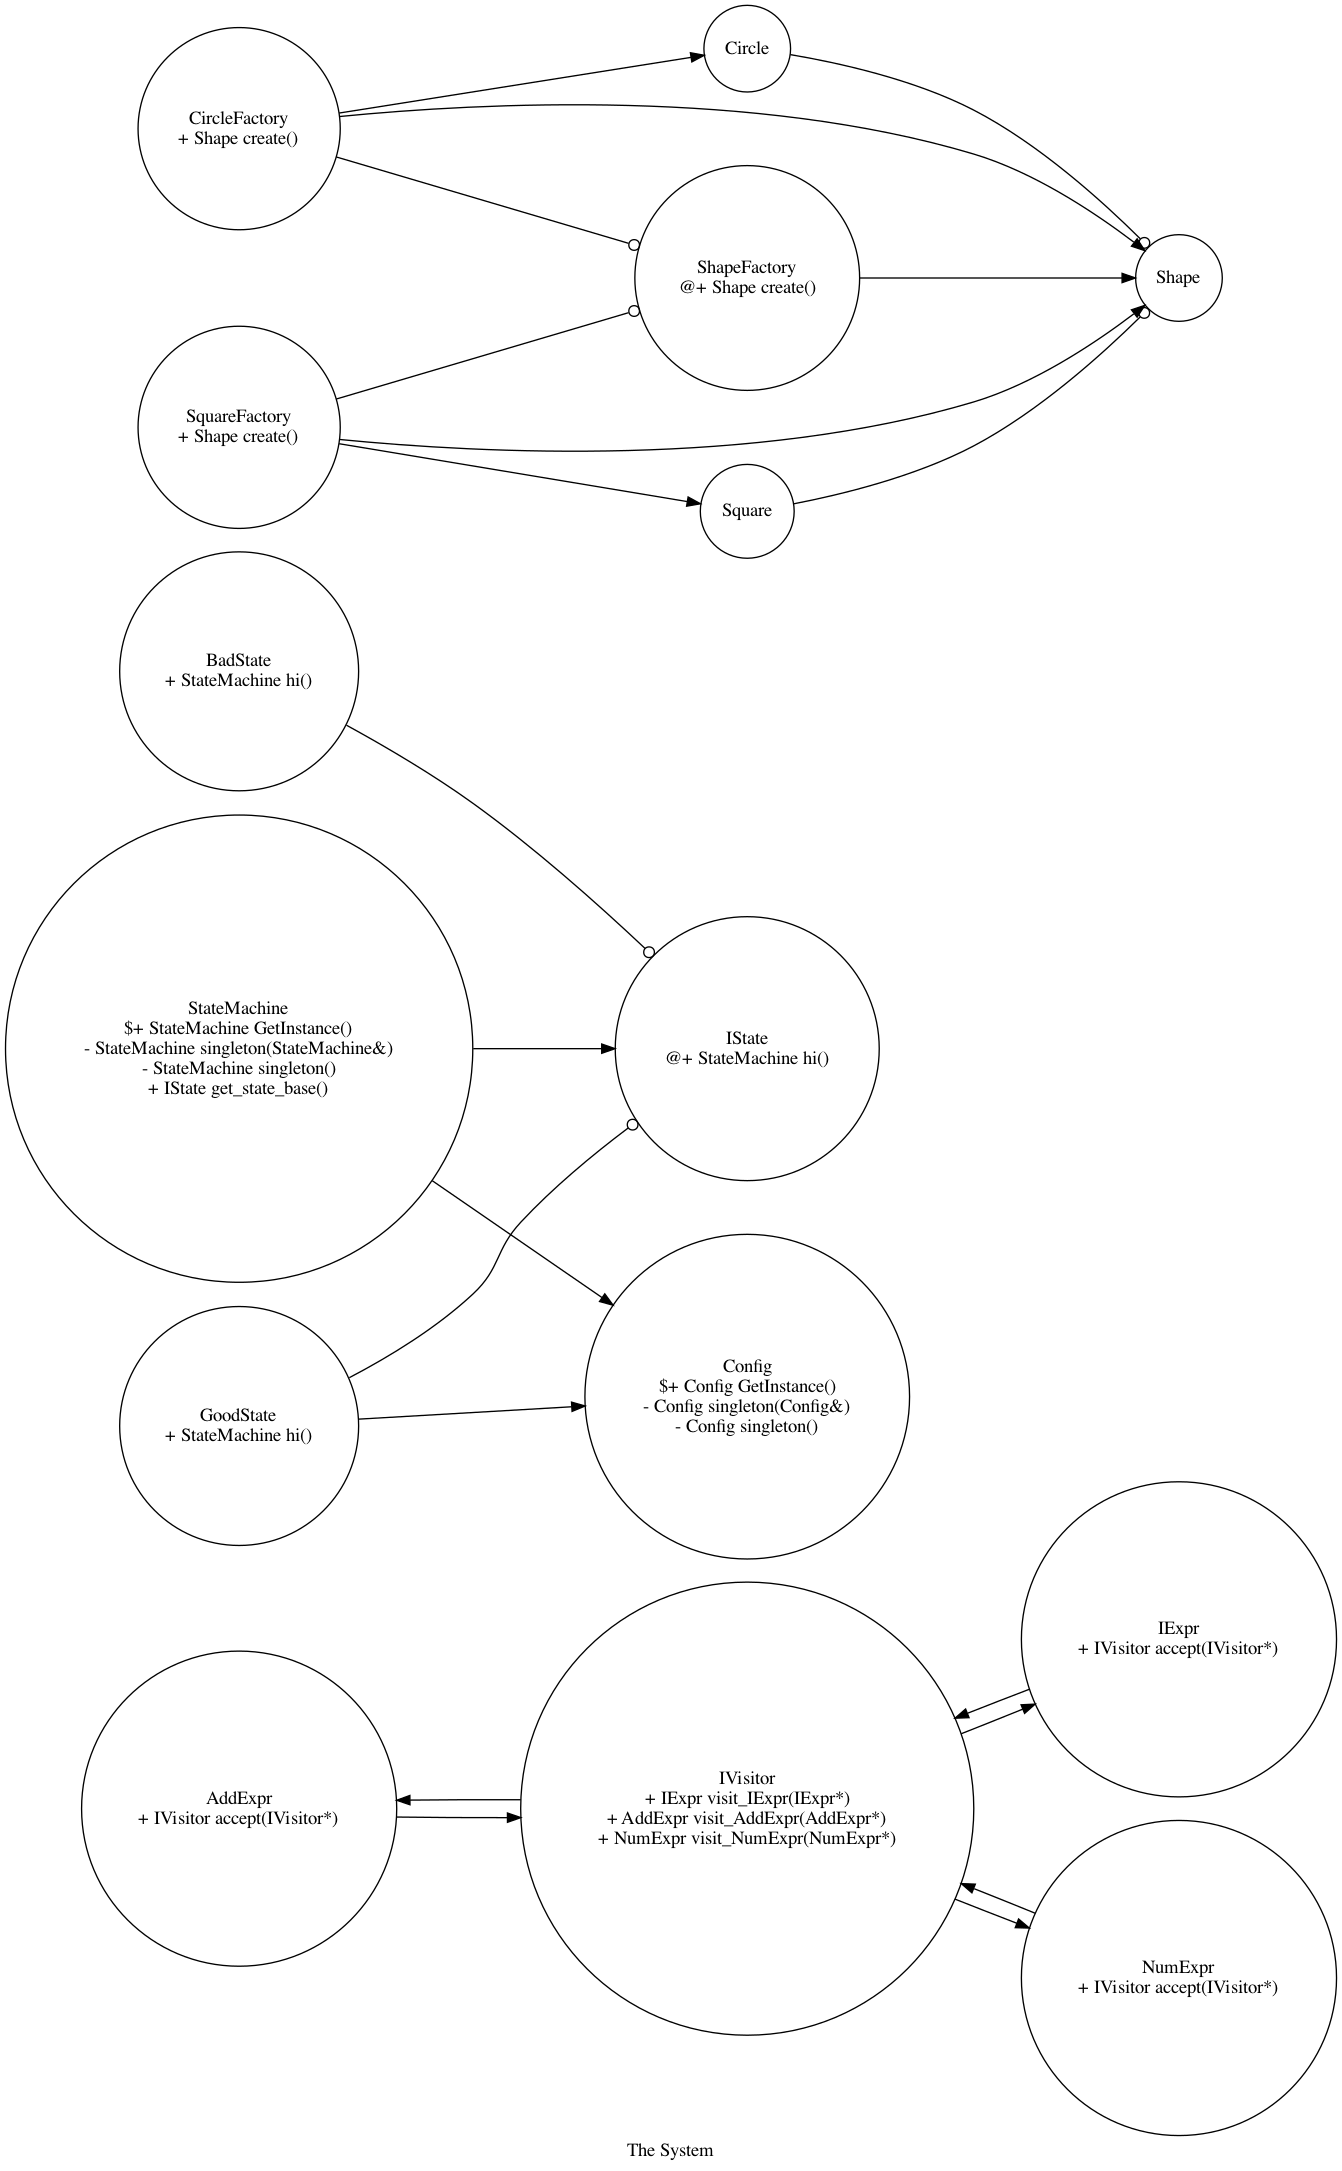 Circle
CircleFactory
+ Shape create()
ShapeFactory
@+ Shape create()
Shape
SquareFactory
+ Shape create()
Square
BadState
+ StateMachine hi()
StateMachine
$+ StateMachine GetInstance()
- StateMachine singleton(StateMachine&)
- StateMachine singleton()
+ IState get_state_base()
IState
@+ StateMachine hi()
Config
$+ Config GetInstance()
- Config singleton(Config&)
- Config singleton()
GoodState
+ StateMachine hi()
IExpr
+ IVisitor accept(IVisitor*)
AddExpr
+ IVisitor accept(IVisitor*)
IVisitor
+ IExpr visit_IExpr(IExpr*)
+ AddExpr visit_AddExpr(AddExpr*)
+ NumExpr visit_NumExpr(NumExpr*)
NumExpr
+ IVisitor accept(IVisitor*)
The System